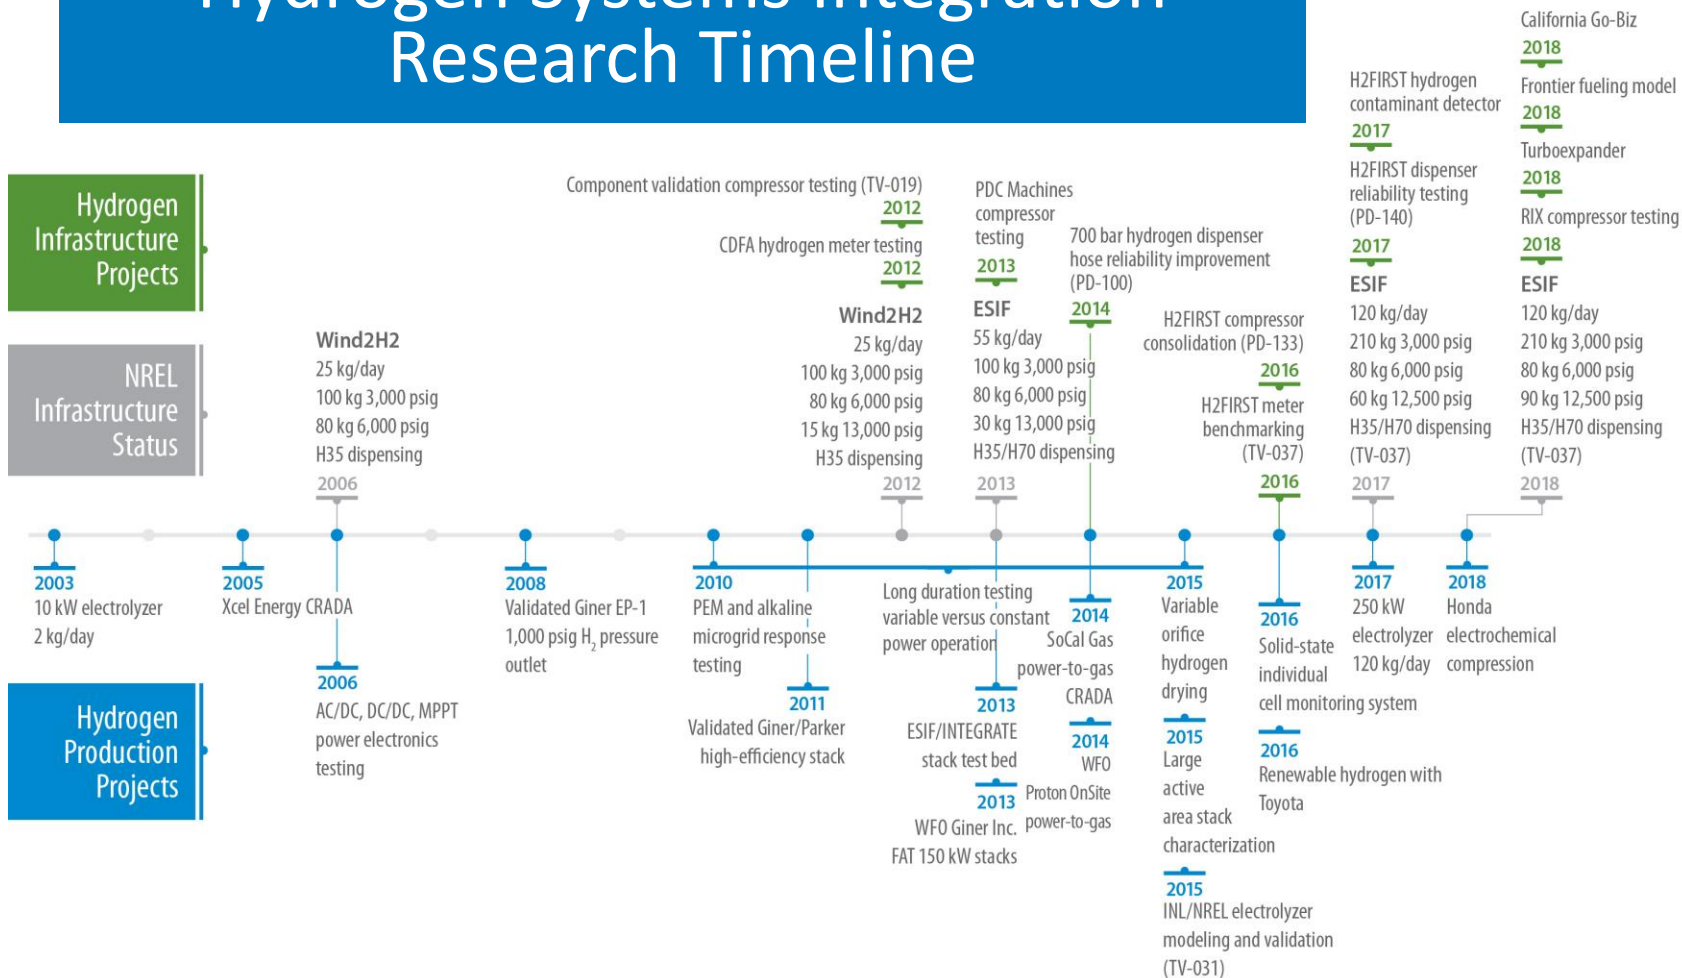 Hydrogen Systems Integration
Research Timeline
Hydrogen
Infrastructure
Projects
Component validation compressor testing (TV-019)
2012
CDFA hydrogen meter testing
2012
PDC Machines
compressor
testing
2013
700 bar hydrogen dispenser
hose reliability improvement
(PD-100)
2014
H2FIRST compressor
consolidation (PD-133)
2016
H2FIRST meter
benchmarking
(TV-037)
2016
H2FIRST hydrogen
contaminant detector
2017
H2FIRST dispenser
reliability testing
(PD-140)
2017
California Go-Biz
2018
Frontier fueling model
2018
Turboexpander
2018
RIX compressor testing
2018
NREL
Infrastructure
Status
Wind2H2
25 kg/day
100 kg 3,000 psig
80 kg 6,000 psig
H35 dispensing
2006
Wind2H2
25 kg/day
100 kg 3,000 psig
80 kg 6,000 psig
15 kg 13,000 psig
H35 dispensing
2012
ESIF
55 kg/day
100 kg 3,000 psig
80 kg 6,000 psig
30 kg 13,000 psig
H35/H70 dispensing
2013
ESIF
120 kg/day
210 kg 3,000 psig
80 kg 6,000 psig
60 kg 12,500 psig
H35/H70 dispensing
(TV-037)
2017
ESIF
120 kg/day
210 kg 3,000 psig
80 kg 6,000 psig
90 kg 12,500 psig
H35/H70 dispensing
(TV-037)
2018
Hydrogen
Production
Projects
2003
10 kW electrolyzer
2 kg/day
2005
Xcel Energy CRADA
2006
AC/DC, DC/DC, MPPT
power electronics
testing
2008
Validated Giner EP-1
1,000 psig H₂ pressure
outlet
2010
PEM and alkaline
microgrid response
testing
2011
Validated Giner/Parker
high-efficiency stack
Long duration testing
variable versus constant
power operation
2013
ESIF/INTEGRATE
stack test bed
2013
WFO Giner Inc.
FAT 150 kW stacks
2014
SoCal Gas
power-to-gas
CRADA
2014
WFO
Proton OnSite
power-to-gas
2015
Variable
orifice
hydrogen
drying
2015
Large
active
area stack
characterization
2015
INL/NREL electrolyzer
modeling and validation
(TV-031)
2016
Solid-state
individual
cell monitoring system
2016
Renewable hydrogen with
Toyota
2017
250 kW
electrolyzer
120 kg/day
2018
Honda
electrochemical
compression